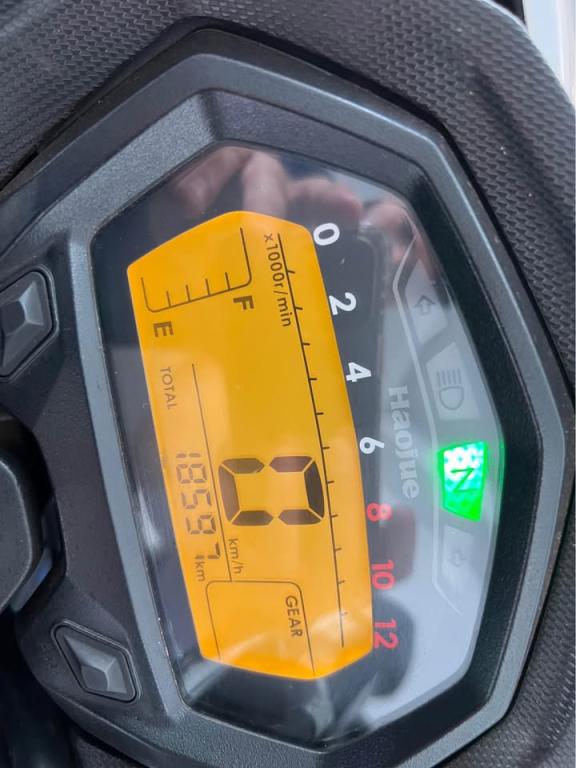 Haojue
0 2 4 6 8 10 12
x1000r/min
F
E
0
km/h
GEAR
TOTAL
18597 km